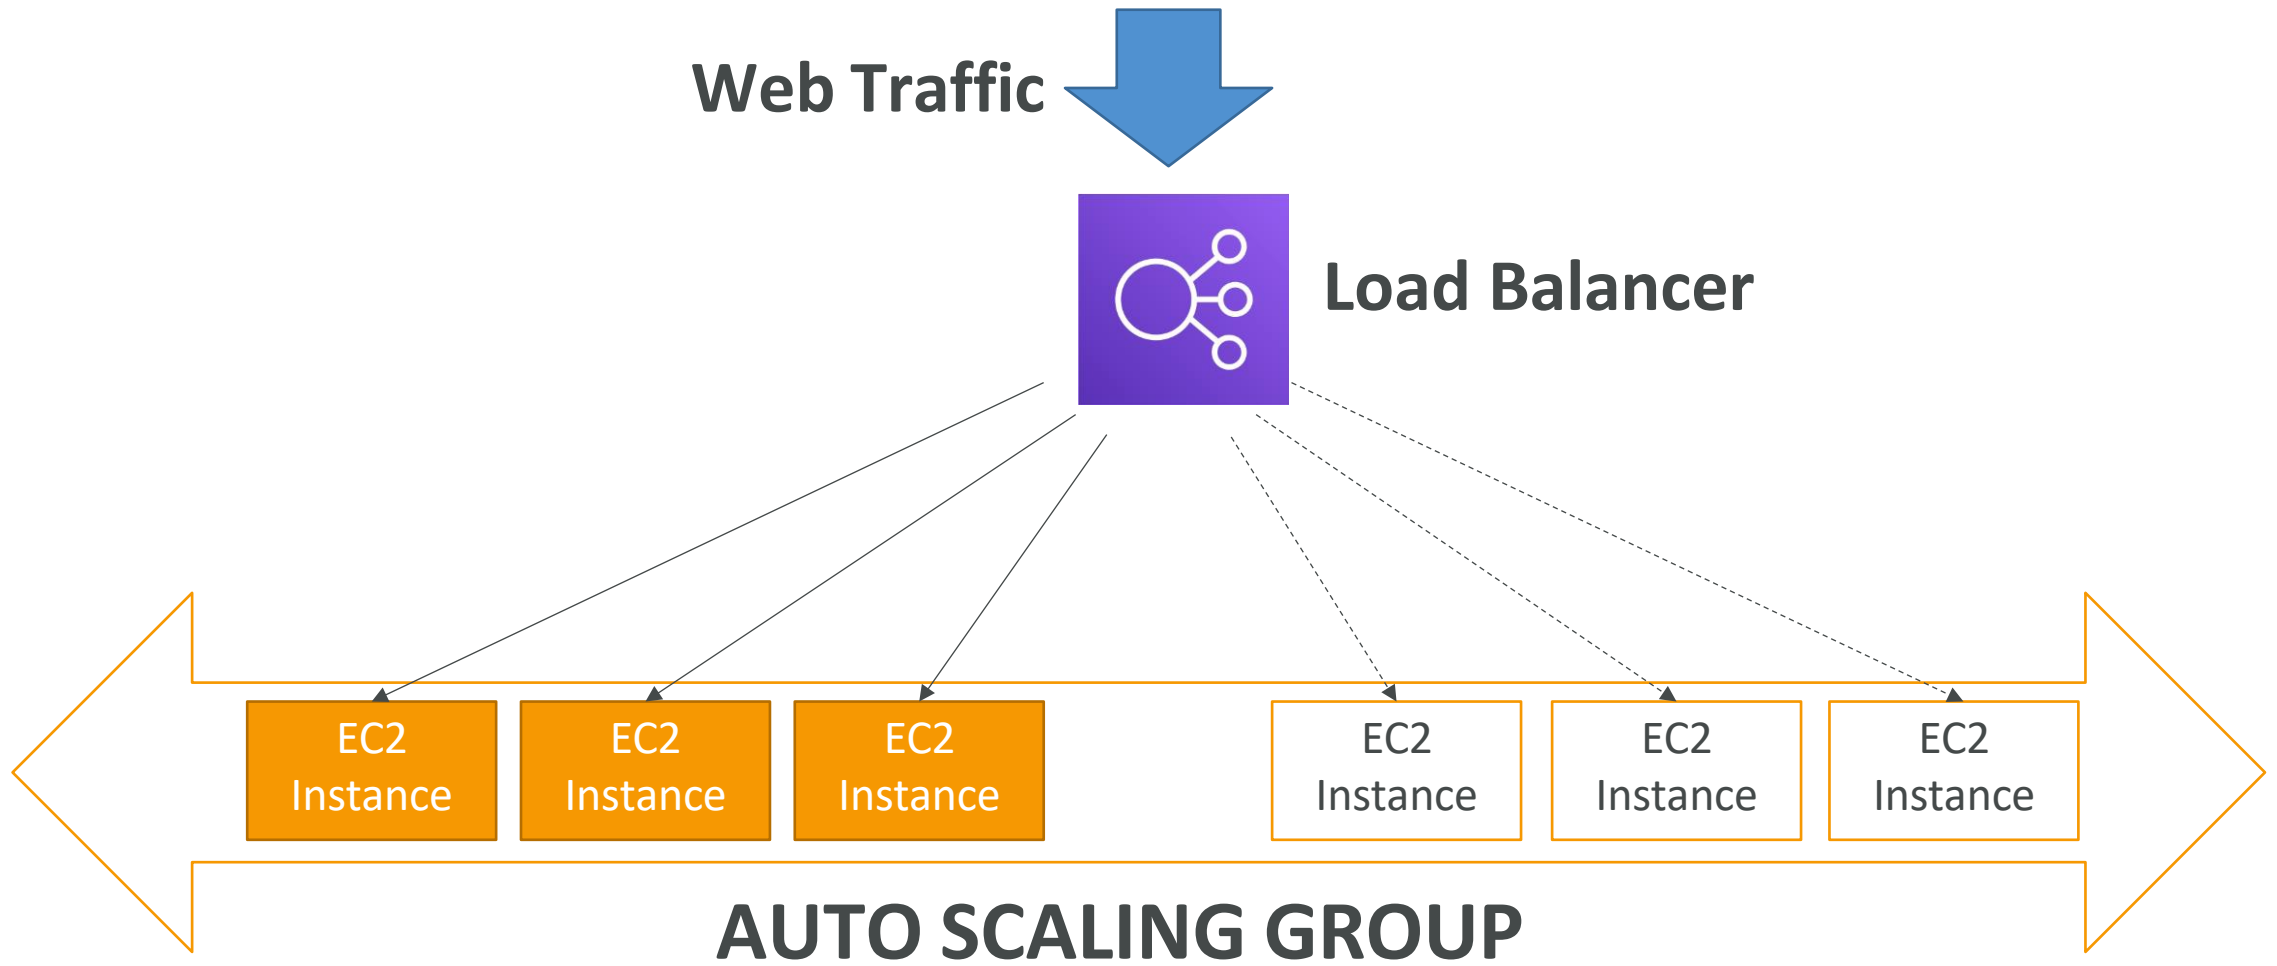 Web Traffic
Load Balancer
EC2
Instance
EC2
Instance
EC2
Instance
EC2
Instance
EC2
Instance
EC2
Instance
AUTO SCALING GROUP